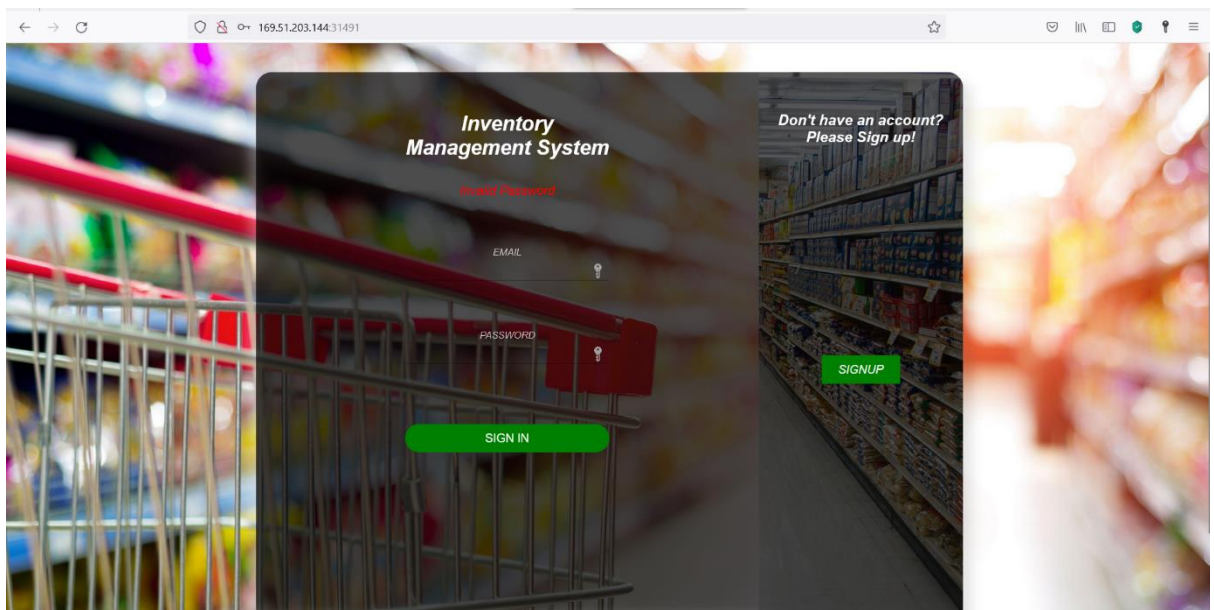 169.51.203.144:31491
Inventory
Management System
Invalid Password
EMAIL
PASSWORD
SIGN IN
Don't have an account?
Please Sign up!
SIGNUP